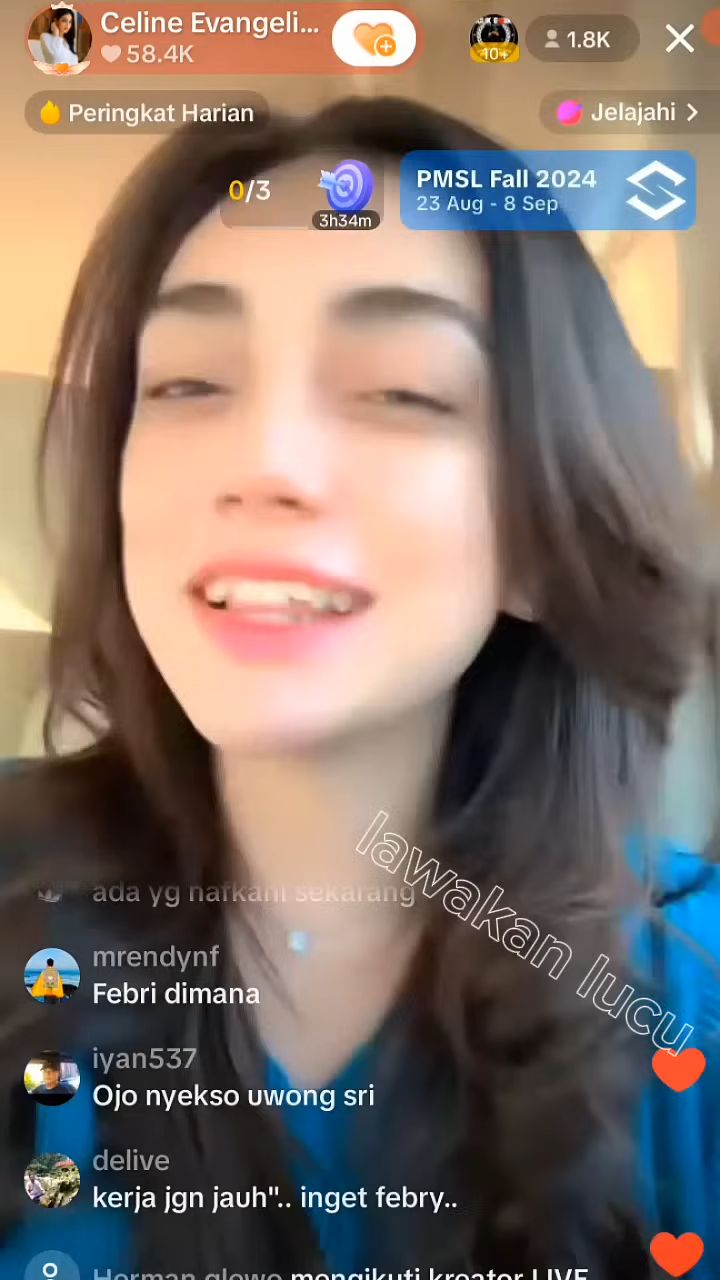 Celine Evangeli...
58.4K
10+
1.8K
Peringkat Harian
Jelajahi
0/3
3h34m
PMSL Fall 2024
23 Aug - 8 Sep
lawakan lucu
ada yg nafkahi sekarang
mrendynf
Febri dimana
iyan537
Ojo nyekso uwong sri
delive
kerja jgn jauh".. inget febry..
Herman glowo mengikuti kreator LIVE